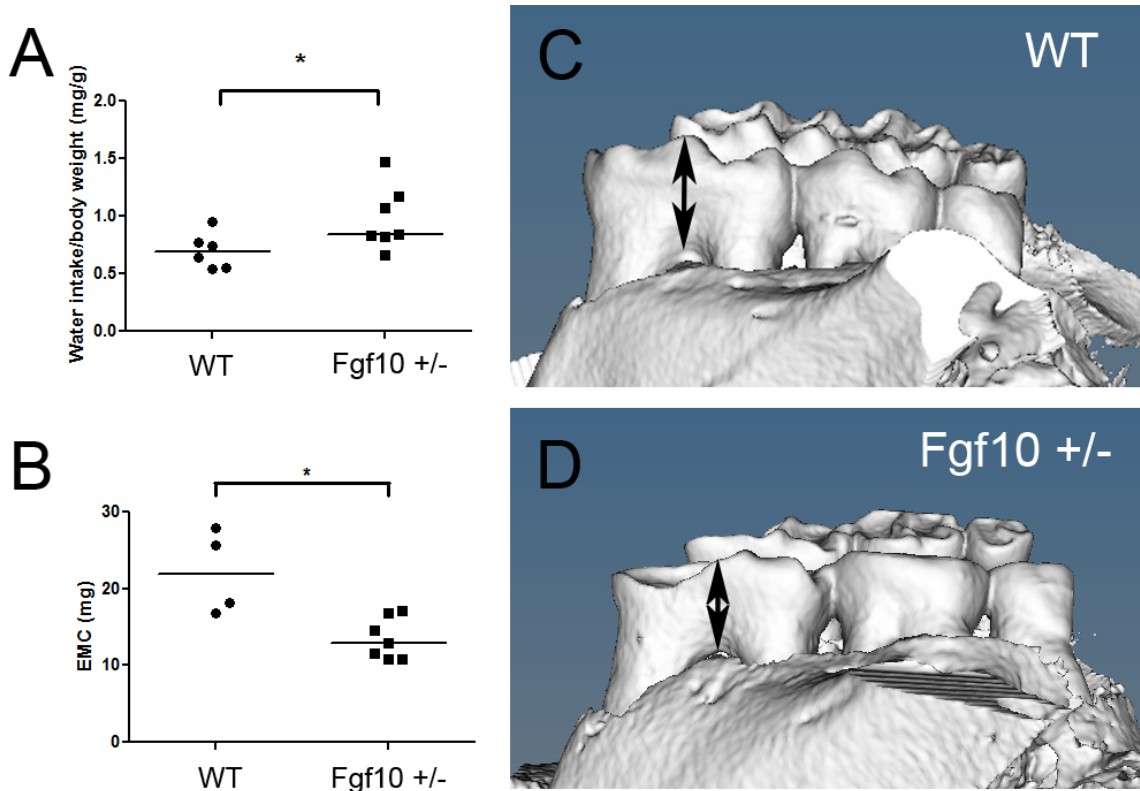 A
*
Water intake/body weight (mg/g)
2.0
1.5
1.0
0.5
0.0
WT
Fgf10 +/-
B
*
EMC (mg)
30
20
10
0
WT
Fgf10 +/-
C
WT
D
Fgf10 +/-